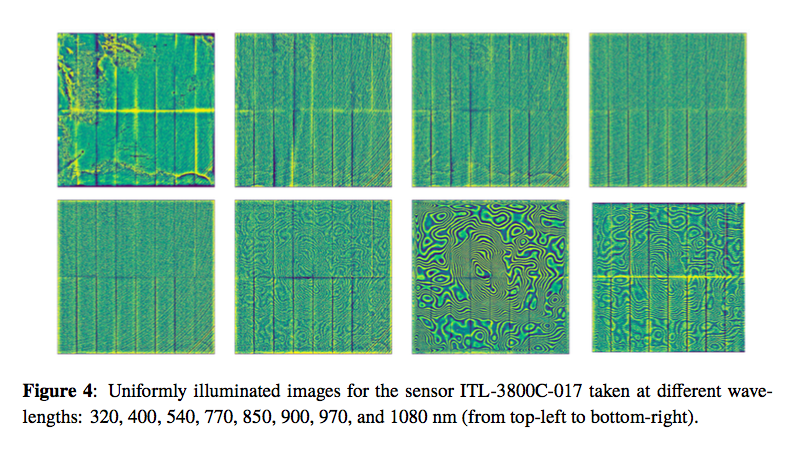 Figure 4: Uniformly illuminated images for the sensor ITL-3800C-017 taken at different wave-
lengths: 320, 400, 540, 770, 850, 900, 970, and 1080 nm (from top-left to bottom-right).